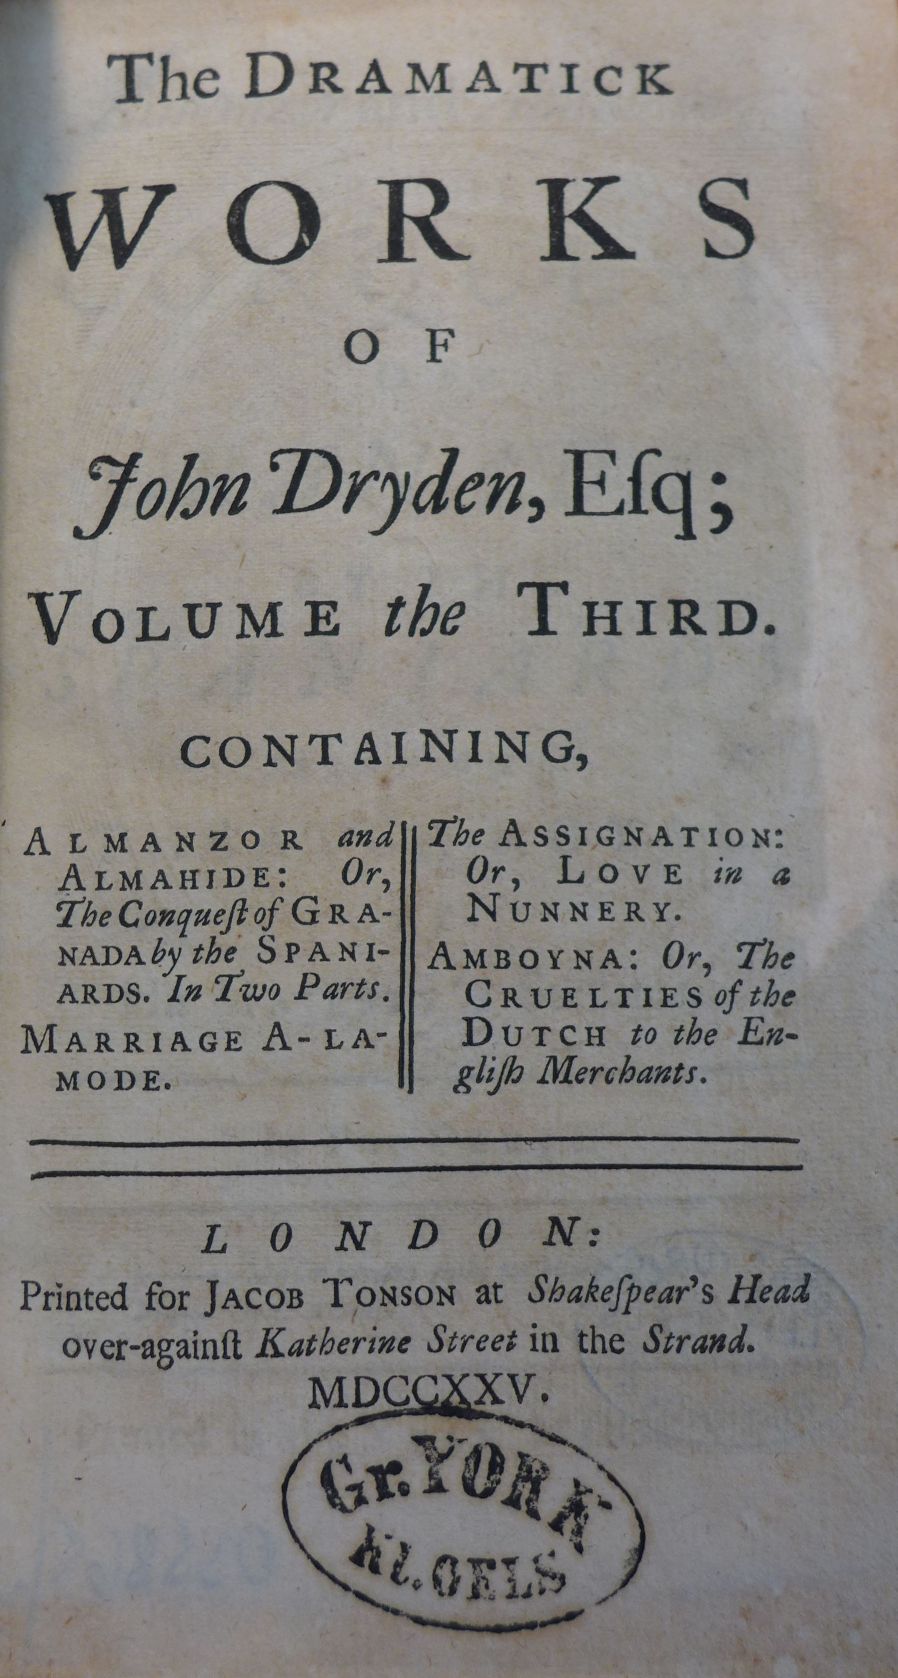 The DRAMATICK
WORKS
OF
John Dryden, Eſq;
VOLUME the THIRD.
CONTAINING,
ALMANZOR and
ALMAHIDE: Or,
The Conqueſt of GRA-
NADA by the SPANI-
ARDS. In Two Parts.
MARRIAGE A-LA-
MODE.
The ASSIGNATION:
Or, LOVE in a
NUNNERY.
AMBOYNA: Or, The
CRUELTIES of the
DUTCH to the En-
gliſh Merchants.
LONDON:
Printed for JACOB TONSON at Shakeſpear's Head
over-againſt Katherine Street in the Strand.
MDCCXXV.
Gr. YORK
Kl. OELS